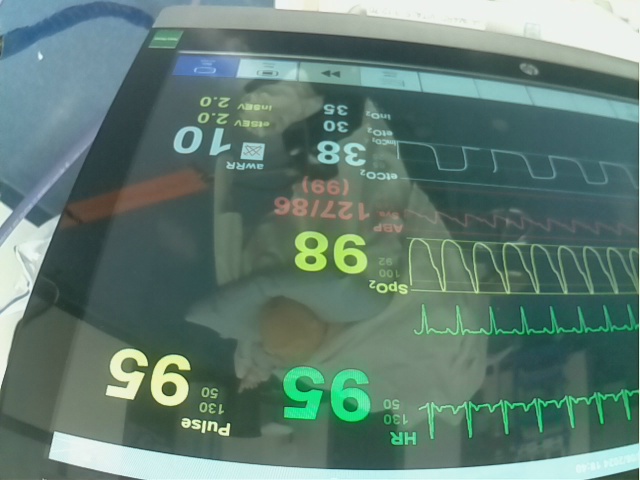 HR
130
50
95
Pulse
130
50
95
SpO₂
100
92
98
ABP
127/86
(99)
etCO₂
38
etO₂ 30
inO₂ 35
awRR
10
etSEV 2.0
inSEV 2.0